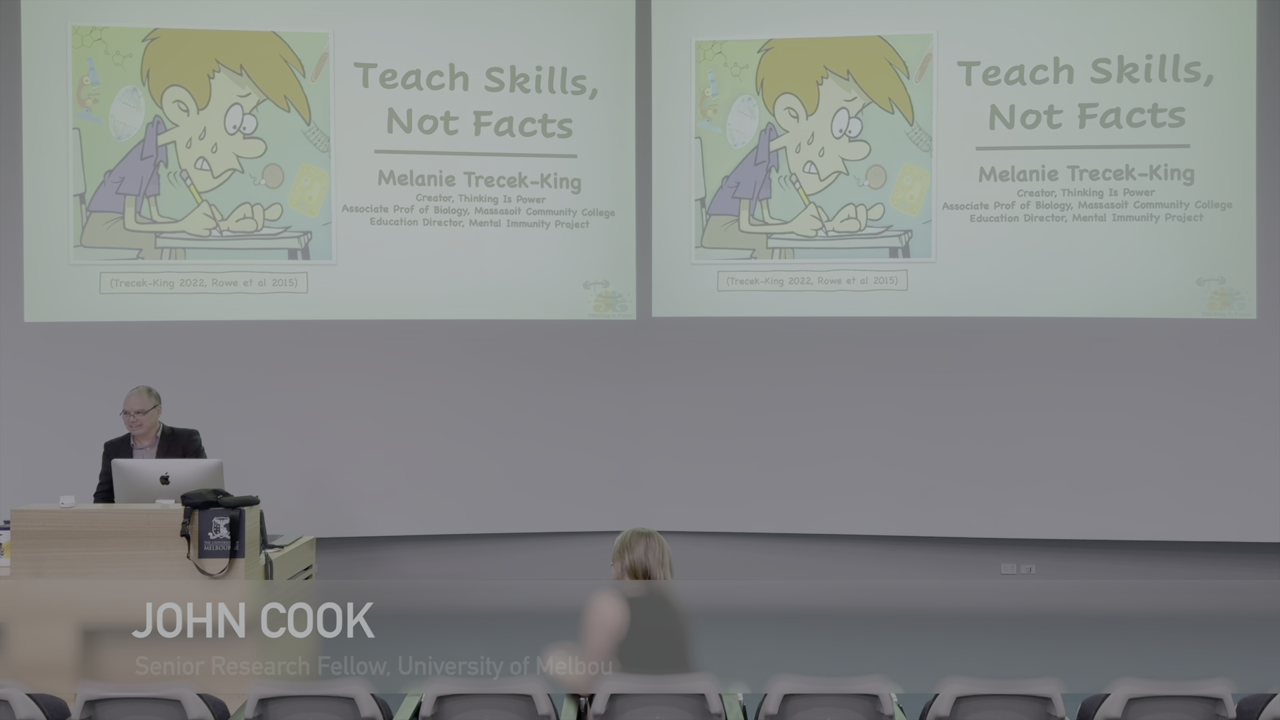 Teach Skills,
Not Facts
Melanie Trecek-King
Creator, Thinking Is Power
Associate Prof of Biology, Massasoit Community College
Education Director, Mental Immunity Project
(Trecek-King 2022, Rowe et al 2015)
Teach Skills,
Not Facts
Melanie Trecek-King
Creator, Thinking Is Power
Associate Prof of Biology, Massasoit Community College
Education Director, Mental Immunity Project
(Trecek-King 2022, Rowe et al 2015)
MELBOURNE
JOHN COOK
Senior Research Fellow, University of Melbou